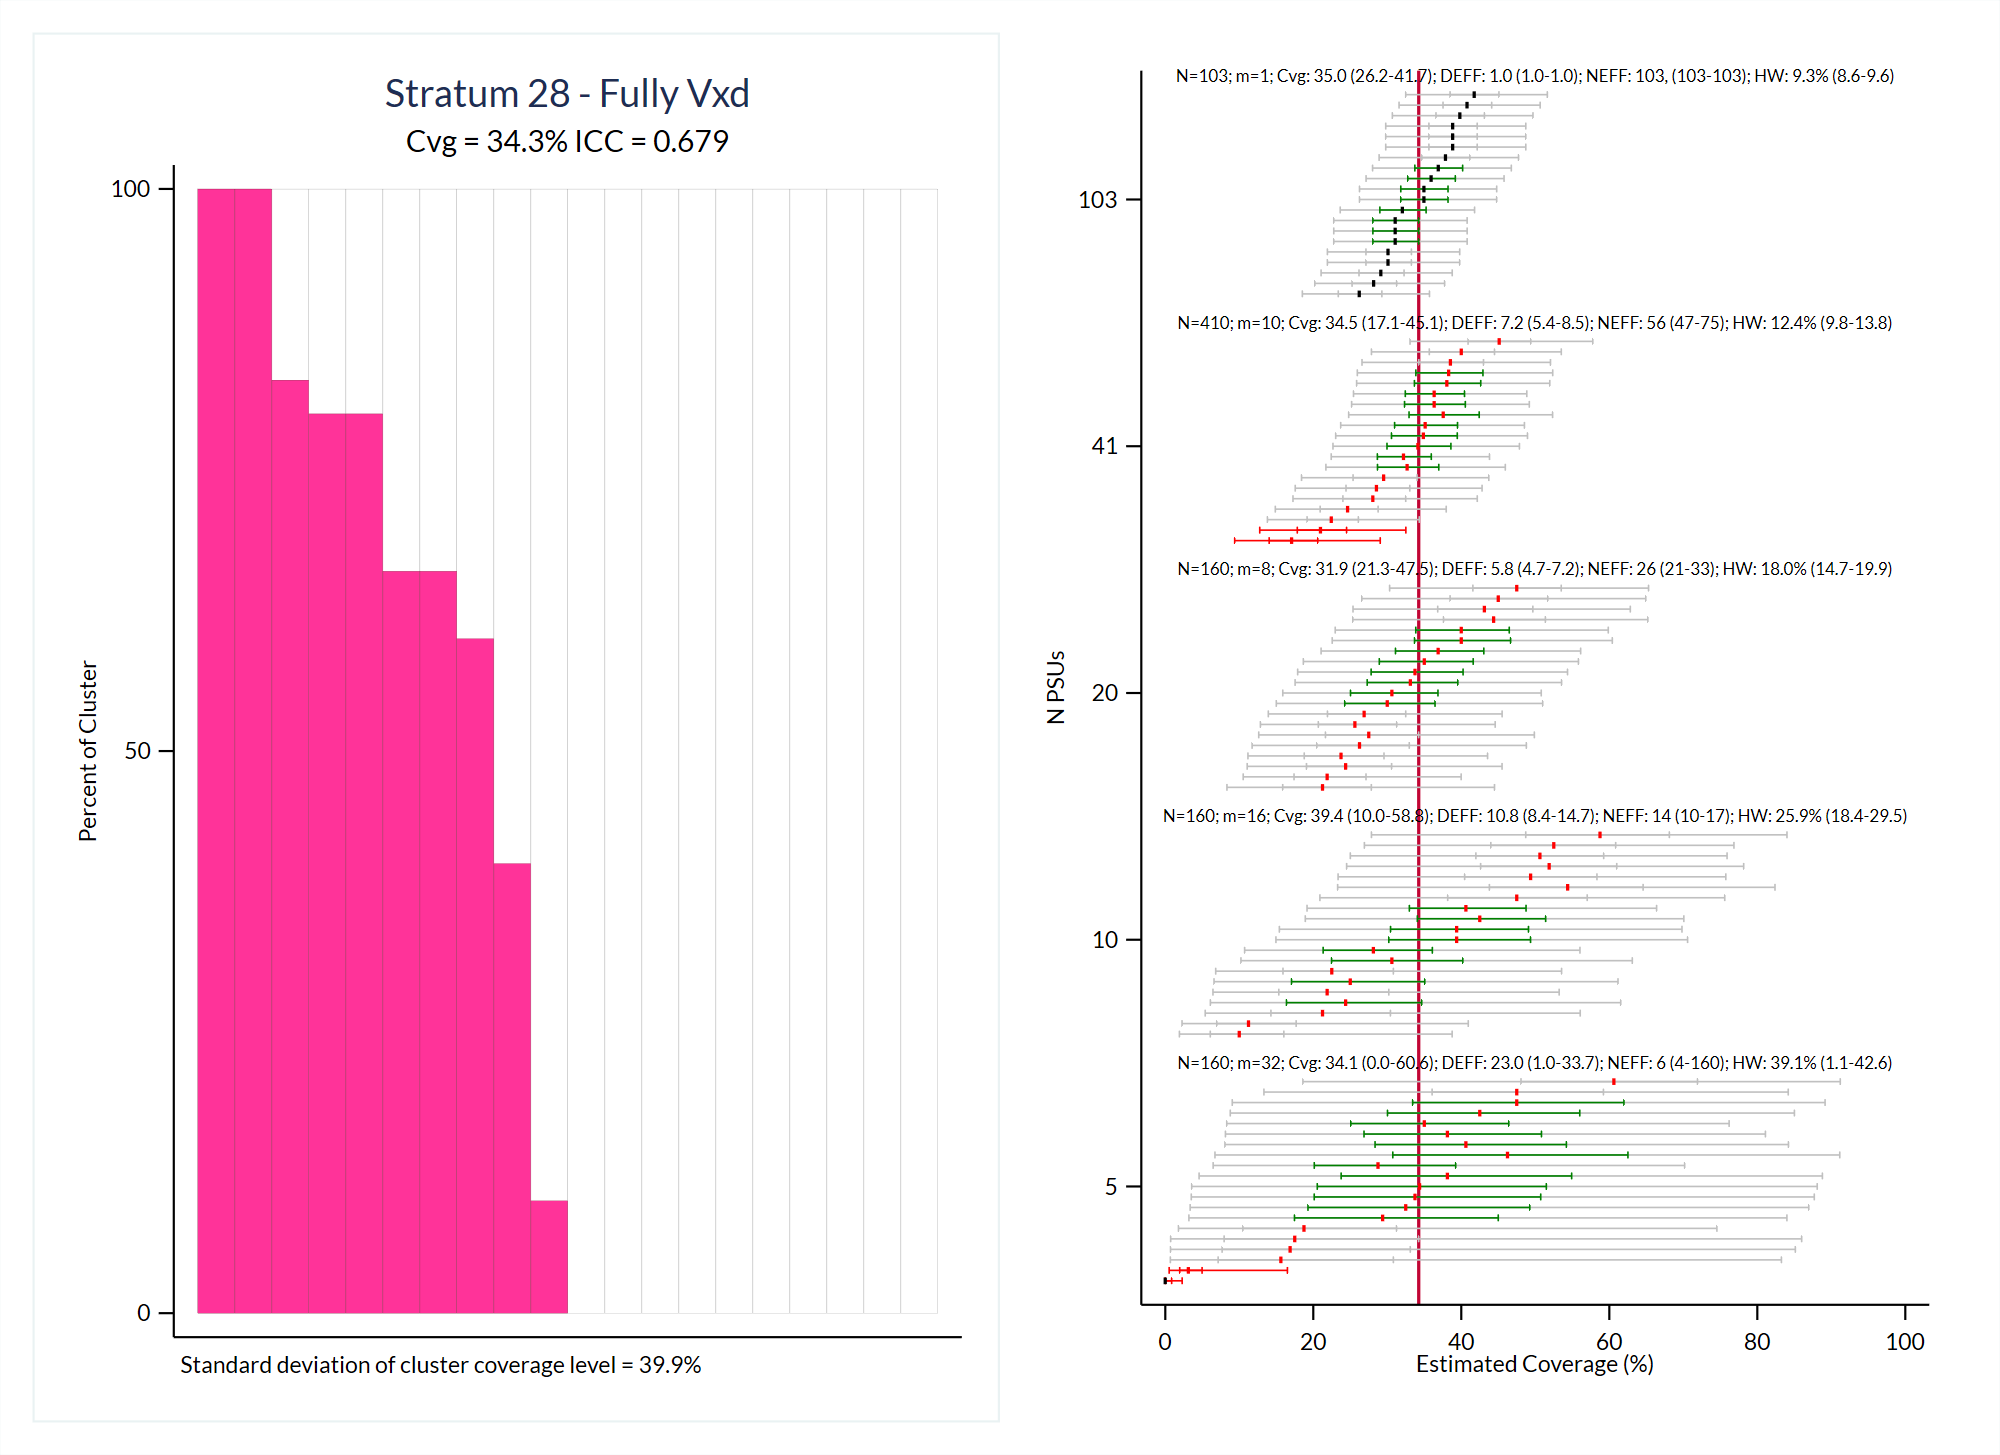 Stratum 28 - Fully Vxd
Cvg = 34.3% ICC = 0.679
100
50
0
Percent of Cluster
Standard deviation of cluster coverage level = 39.9%
N=103; m=1; Cvg: 35.0 (26.2-41.7); DEFF: 1.0 (1.0-1.0); NEFF: 103, (103-103); HW: 9.3% (8.6-9.6)
103
N=410; m=10; Cvg: 34.5 (17.1-45.1); DEFF: 7.2 (5.4-8.5); NEFF: 56 (47-75); HW: 12.4% (9.8-13.8)
41
N=160; m=8; Cvg: 31.9 (21.3-47.5); DEFF: 5.8 (4.7-7.2); NEFF: 26 (21-33); HW: 18.0% (14.7-19.9)
20
N PSUs
N=160; m=16; Cvg: 39.4 (10.0-58.8); DEFF: 10.8 (8.4-14.7); NEFF: 14 (10-17); HW: 25.9% (18.4-29.5)
10
N=160; m=32; Cvg: 34.1 (0.0-60.6); DEFF: 23.0 (1.0-33.7); NEFF: 6 (4-160); HW: 39.1% (1.1-42.6)
5
0 20 40 60 80 100
Estimated Coverage (%)